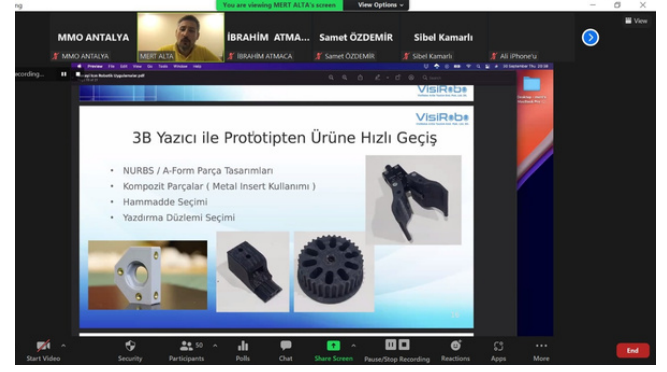 You are viewing MERT ALTA's screen
View Options
View
MMO ANTALYA
İBRAHİM ATMA...
Samet ÖZDEMİR
Sibel Kamarlı
MMO ANTALYA
MERT ALTA
İBRAHİM ATMACA
Samet ÖZDEMİR
Sibel Kamarlı
Ali iPhone'u
VisiRobo
VisiRobo
3B Yazıcı ile Prototipten Ürüne Hızlı Geçiş
• NURBS / A-Form Parça Tasarımları
• Kompozit Parçalar ( Metal Insert Kullanımı )
• Hammadde Seçimi
• Yazdırma Düzlemi Seçimi
Start Video
Security
Participants
50
Polls
Chat
Share Screen
Pause/Stop Recording
Reactions
Apps
More
End